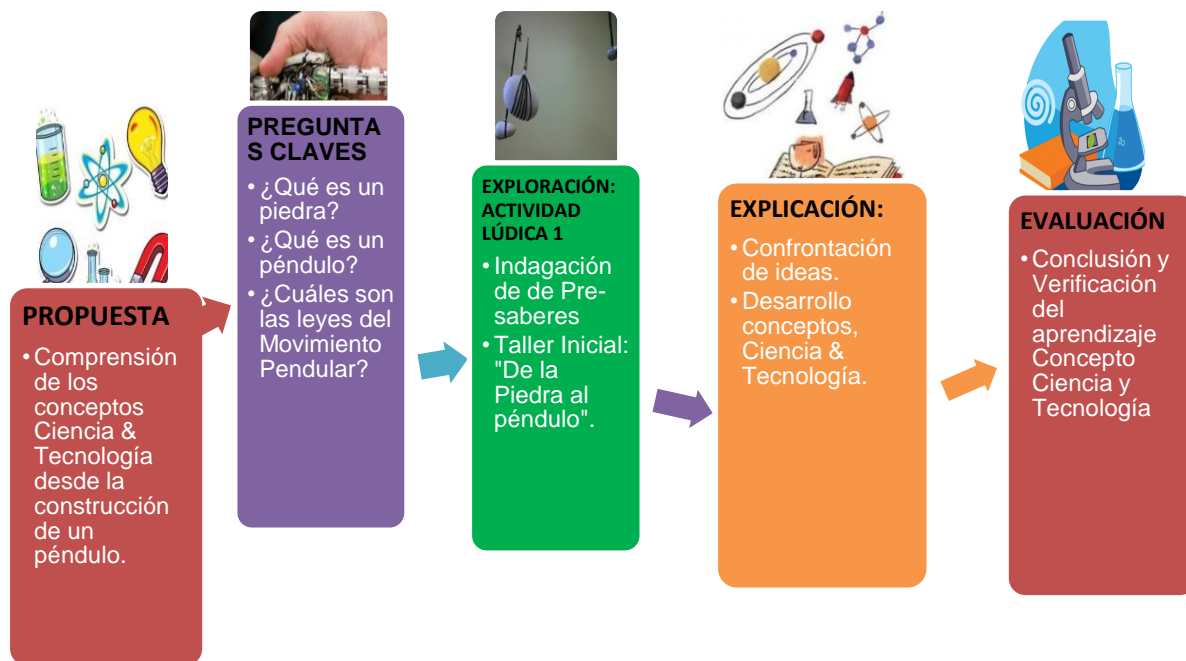 PROPUESTA
• Comprensión
de los
conceptos
Ciencia &
Tecnología
desde la
construcción
de un
péndulo.
PREGUNTA
S CLAVES
• ¿Qué es un
piedra?
• ¿Qué es un
péndulo?
• ¿Cuáles son
las leyes del
Movimiento
Pendular?
EXPLORACIÓN:
ACTIVIDAD
LÚDICA 1
• Indagación
de de Pre-
saberes
• Taller Inicial:
"De la
Piedra al
péndulo".
EXPLICACIÓN:
• Confrontación
de ideas.
• Desarrollo
conceptos,
Ciencia &
Tecnología.
EVALUACIÓN
• Conclusión y
Verificación
del
aprendizaje
Concepto
Ciencia y
Tecnología